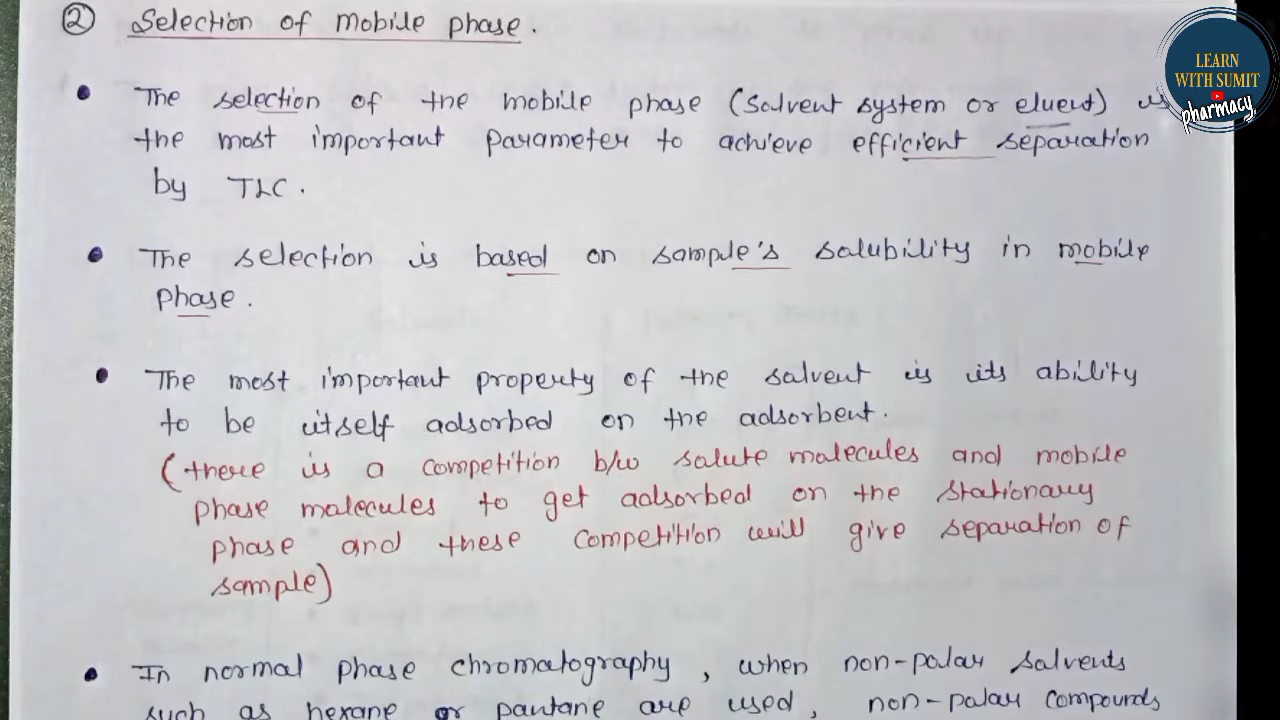 ② Selection of mobile phase.
• The selection of the mobile phase (solvent system or eluent) is
the most important parameter to achieve efficient separation
by TLC.
• The selection is based on sample's solubility in mobile
phase.
• The most important property of the solvent is its ability
to be itself adsorbed on the adsorbent.
(there is a competition b/w solute molecules and mobile
phase molecules to get adsorbed on the stationary
phase and these competition will give separation of
sample)
• In normal phase chromatography, when non-polar solvents
such as hexane or pantane are used, non-polar compounds
LEARN
WITH SUMIT
pharmacy